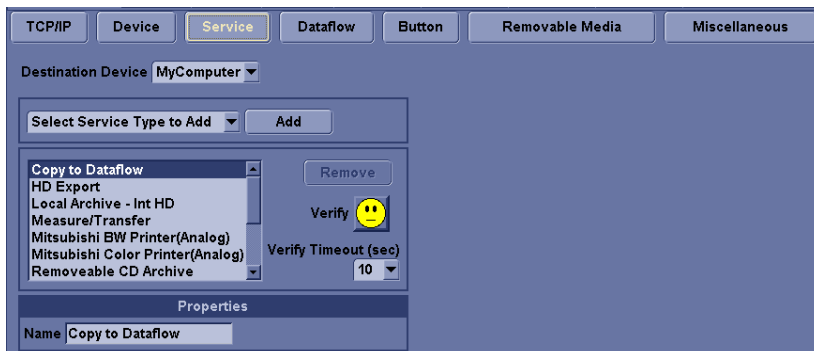 TCP/IP Device Service Dataflow Button Removable Media Miscellaneous
Destination Device MyComputer
Select Service Type to Add Add
Copy to Dataflow
HD Export
Local Archive - Int HD
Measure/Transfer
Mitsubishi BW Printer(Analog)
Mitsubishi Color Printer(Analog)
Removeable CD Archive
Remove
Verify
Verify Timeout (sec)
10
Properties
Name Copy to Dataflow